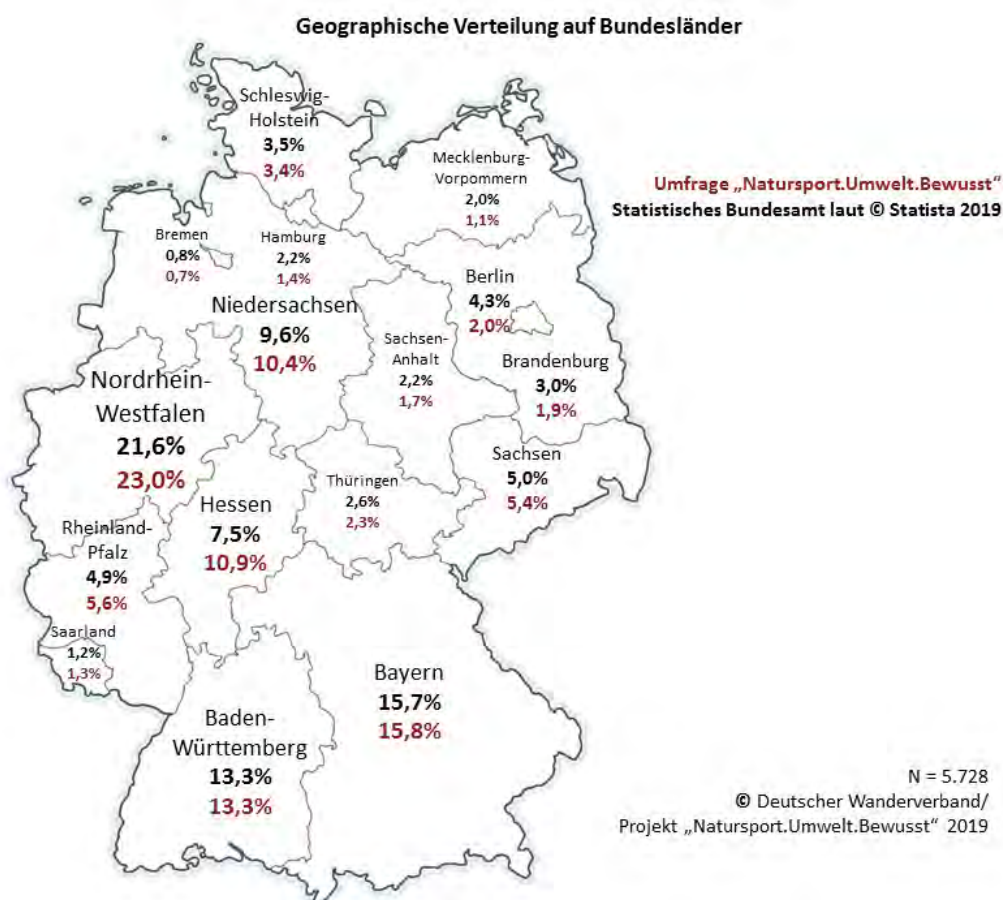 Geographische Verteilung auf Bundesländer
Schleswig-
Holstein
3,5%
3,4%
Mecklenburg-
Vorpommern
2,0%
1,1%
Umfrage „Natursport.Umwelt.Bewusst“
Statistisches Bundesamt laut © Statista 2019
Bremen
0,8%
0,7%
Hamburg
2,2%
1,4%
Berlin
4,3%
2,0%
Niedersachsen
9,6%
10,4%
Sachsen-
Anhalt
2,2%
1,7%
Brandenburg
3,0%
1,9%
Nordrhein-
Westfalen
21,6%
23,0%
Sachsen
5,0%
5,4%
Thüringen
2,6%
2,3%
Hessen
7,5%
10,9%
Rheinland-
Pfalz
4,9%
5,6%
Saarland
1,2%
1,3%
Bayern
15,7%
15,8%
Baden-
Württemberg
13,3%
13,3%
N = 5.728
© Deutscher Wanderverband/
Projekt „Natursport.Umwelt.Bewusst“ 2019